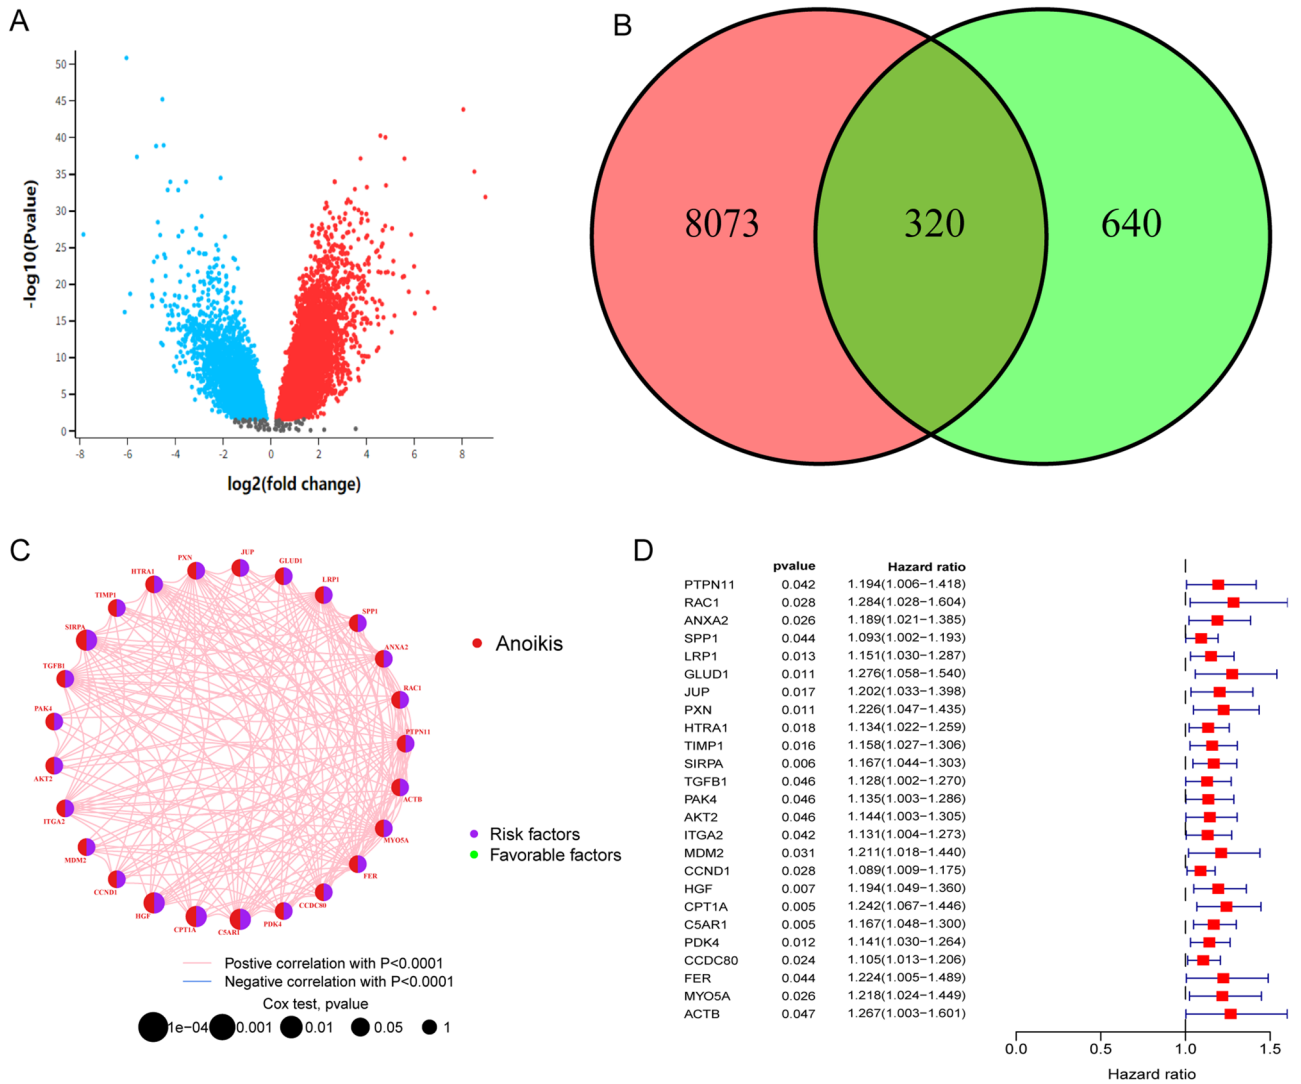 A
-log10(Pvalue)
50
45
40
35
30
25
20
15
10
5
0
-8 -6 -4 -2 0 2 4 6 8
log2(fold change)
B
8073 320 640
C
JUP
PXN
GLUD1
HTRA1
LRP1
TIMP1
SPP1
SIRPA
ANXA2
TGFB1
RAC1
PAK4
PTPN11
AKT2
ACTB
ITGA2
MYO5A
MDM2
FER
CCND1
CCDC80
HGF
PDK4
CPT1A
C5AR1
Anoikis
Risk factors
Favorable factors
Postive correlation with P<0.0001
Negative correlation with P<0.0001
Cox test, pvalue
1e−04 0.001 0.01 0.05 1
D
pvalue Hazard ratio
PTPN11 0.042 1.194(1.006−1.418)
RAC1 0.028 1.284(1.028−1.604)
ANXA2 0.026 1.189(1.021−1.385)
SPP1 0.044 1.093(1.002−1.193)
LRP1 0.013 1.151(1.030−1.287)
GLUD1 0.011 1.276(1.058−1.540)
JUP 0.017 1.202(1.033−1.398)
PXN 0.011 1.226(1.047−1.435)
HTRA1 0.018 1.134(1.022−1.259)
TIMP1 0.016 1.158(1.027−1.306)
SIRPA 0.006 1.167(1.044−1.303)
TGFB1 0.046 1.128(1.002−1.270)
PAK4 0.046 1.135(1.003−1.286)
AKT2 0.046 1.144(1.003−1.305)
ITGA2 0.042 1.131(1.004−1.273)
MDM2 0.031 1.211(1.018−1.440)
CCND1 0.028 1.089(1.009−1.175)
HGF 0.007 1.194(1.049−1.360)
CPT1A 0.005 1.242(1.067−1.446)
C5AR1 0.005 1.167(1.048−1.300)
PDK4 0.012 1.141(1.030−1.264)
CCDC80 0.024 1.105(1.013−1.206)
FER 0.044 1.224(1.005−1.489)
MYO5A 0.026 1.218(1.024−1.449)
ACTB 0.047 1.267(1.003−1.601)
0.0 0.5 1.0 1.5
Hazard ratio